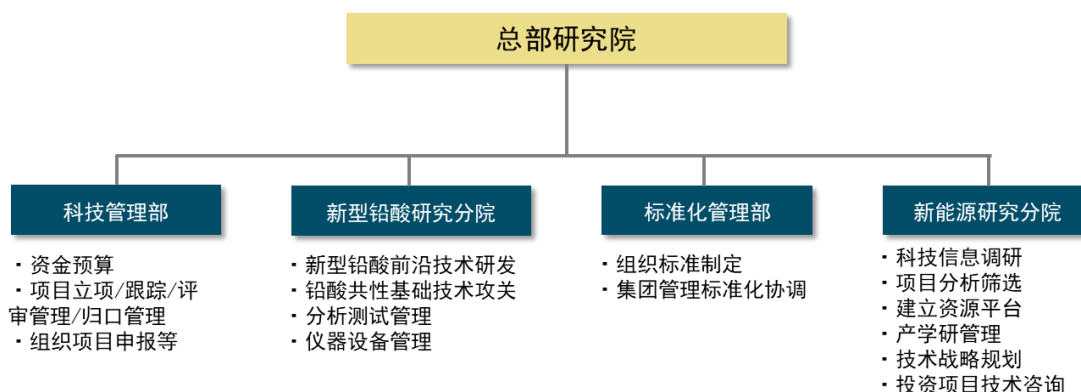 总部研究院
科技管理部
· 资金预算
· 项目立项/跟踪/评
审管理/归口管理
· 组织项目申报等
新型铅酸研究分院
· 新型铅酸前沿技术研发
· 铅酸共性基础技术攻关
· 分析测试管理
· 仪器设备管理
标准化管理部
· 组织标准制定
· 集团管理标准化协调
新能源研究分院
· 科技信息调研
· 项目分析筛选
· 建立资源平台
· 产学研管理
· 技术战略规划
· 投资项目技术咨询